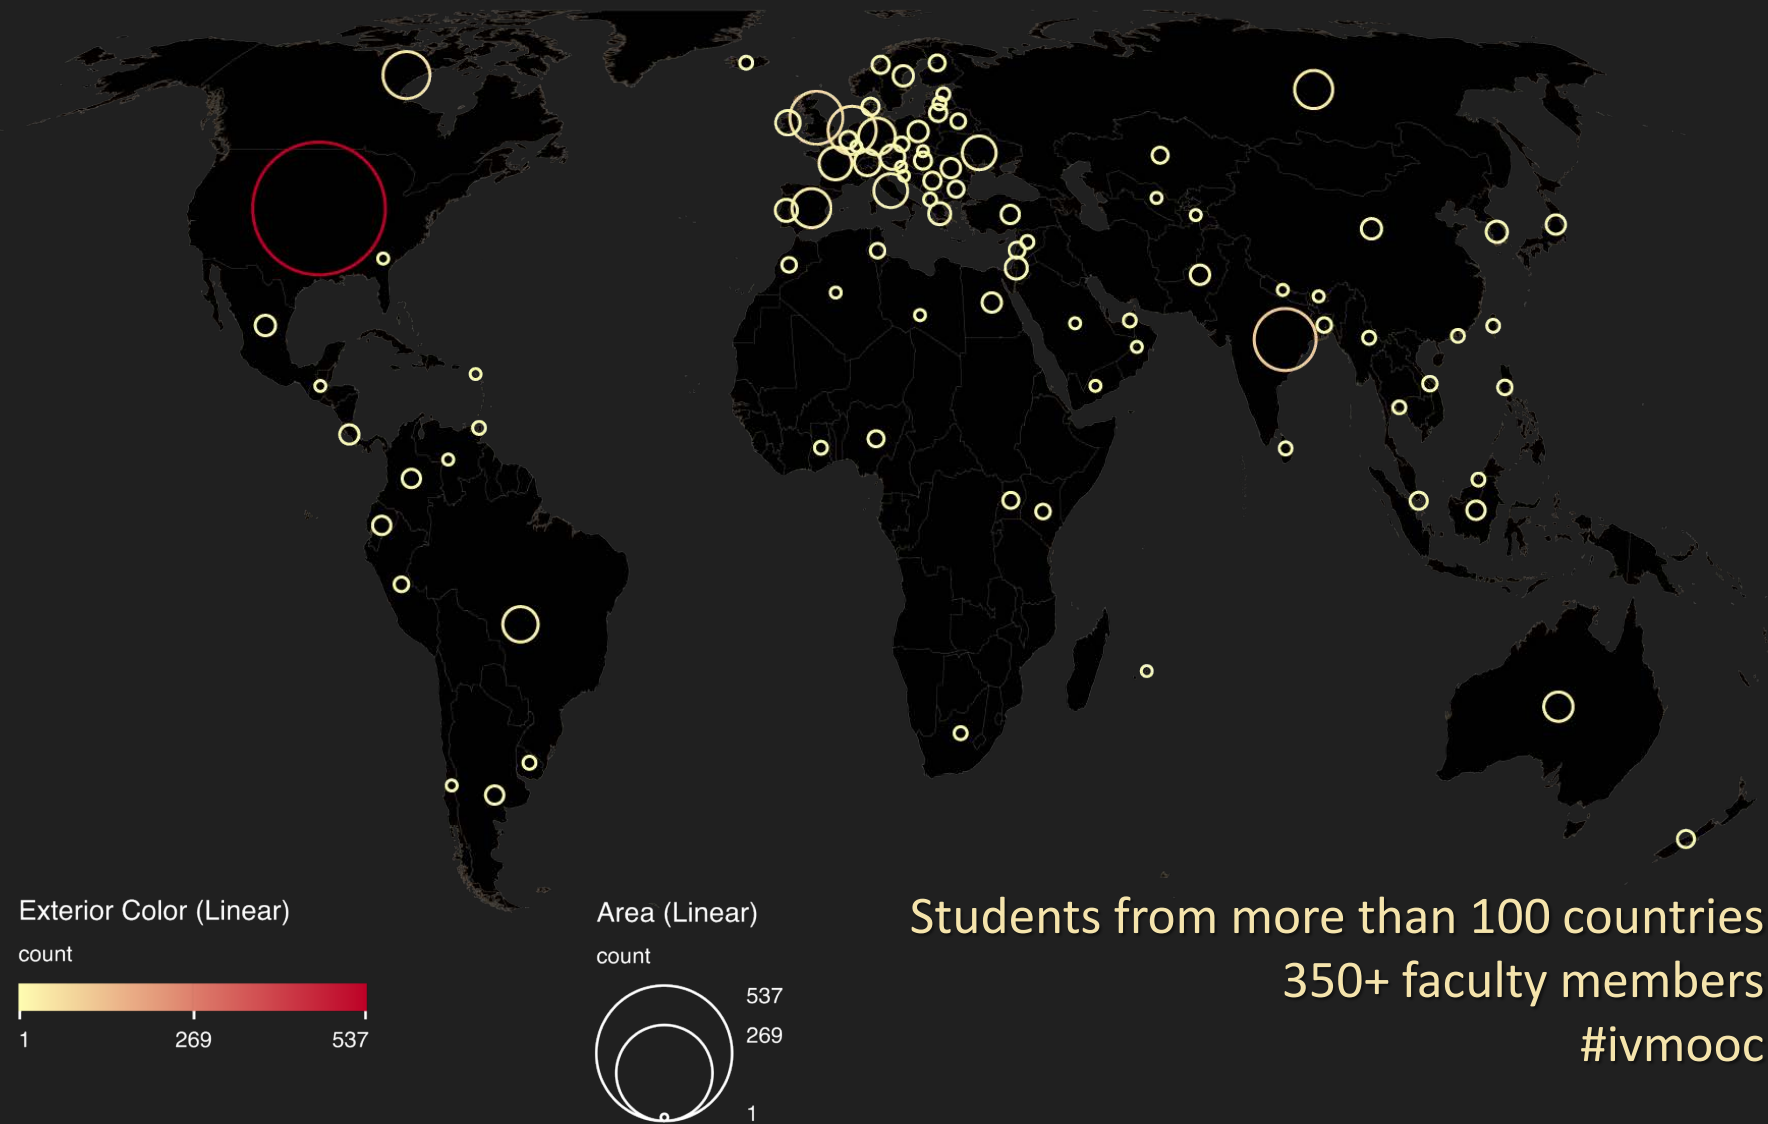 Exterior Color (Linear)
count
1 269 537
Area (Linear)
count
537
269
1
Students from more than 100 countries
350+ faculty members
#ivmooc